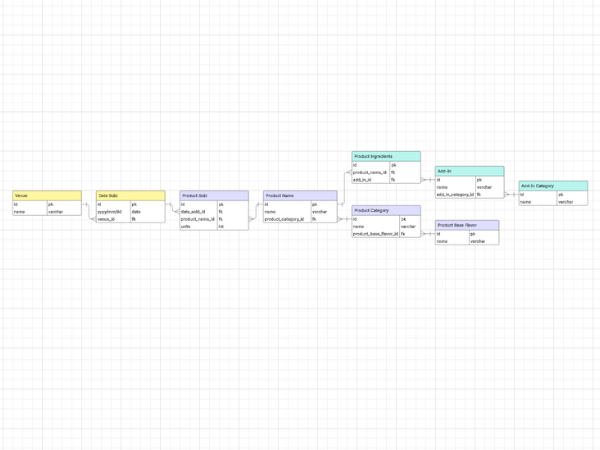 Venue
id pk
name varchar
Date Sold
id pk
yyyy/mm/dd date
venue_id fk
Product Sold
id pk
date_sold_id fk
product_name_id fk
units int
Product Name
id pk
name varchar
product_category_id fk
Product Ingredients
id pk
product_name_id fk
add_in_id fk
Product Category
id pk
name varchar
product_base_flavor_id fk
Add-In
id pk
name varchar
add_in_category_id fk
Product Base Flavor
id pk
name varchar
Add-In Category
id pk
name varchar